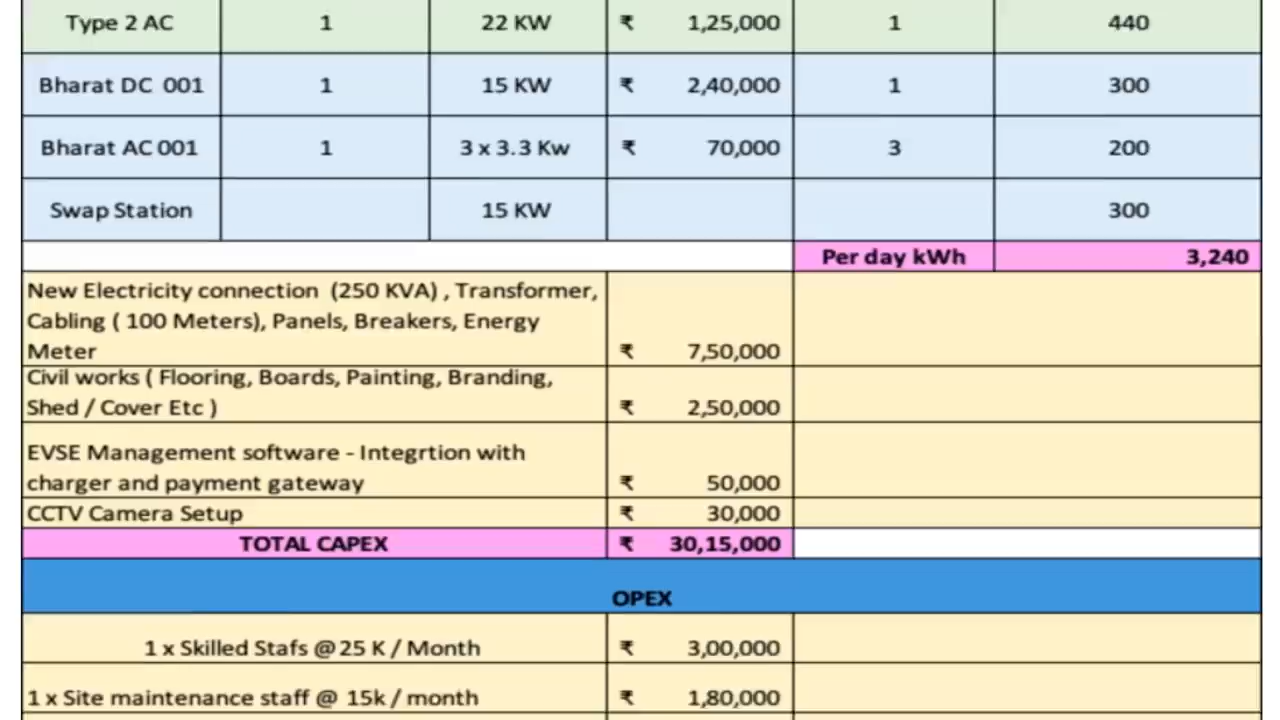 Type 2 AC 1 22 KW ₹ 1,25,000 1 440
Bharat DC 001 1 15 KW ₹ 2,40,000 1 300
Bharat AC 001 1 3 x 3.3 Kw ₹ 70,000 3 200
Swap Station 15 KW 300
Per day kWh 3,240
New Electricity connection (250 KVA) , Transformer,
Cabling ( 100 Meters), Panels, Breakers, Energy
Meter ₹ 7,50,000
Civil works ( Flooring, Boards, Painting, Branding,
Shed / Cover Etc ) ₹ 2,50,000
EVSE Management software - Integrtion with
charger and payment gateway ₹ 50,000
CCTV Camera Setup ₹ 30,000
TOTAL CAPEX ₹ 30,15,000
OPEX
1 x Skilled Stafs @ 25 K / Month ₹ 3,00,000
1 x Site maintenance staff @ 15k / month ₹ 1,80,000